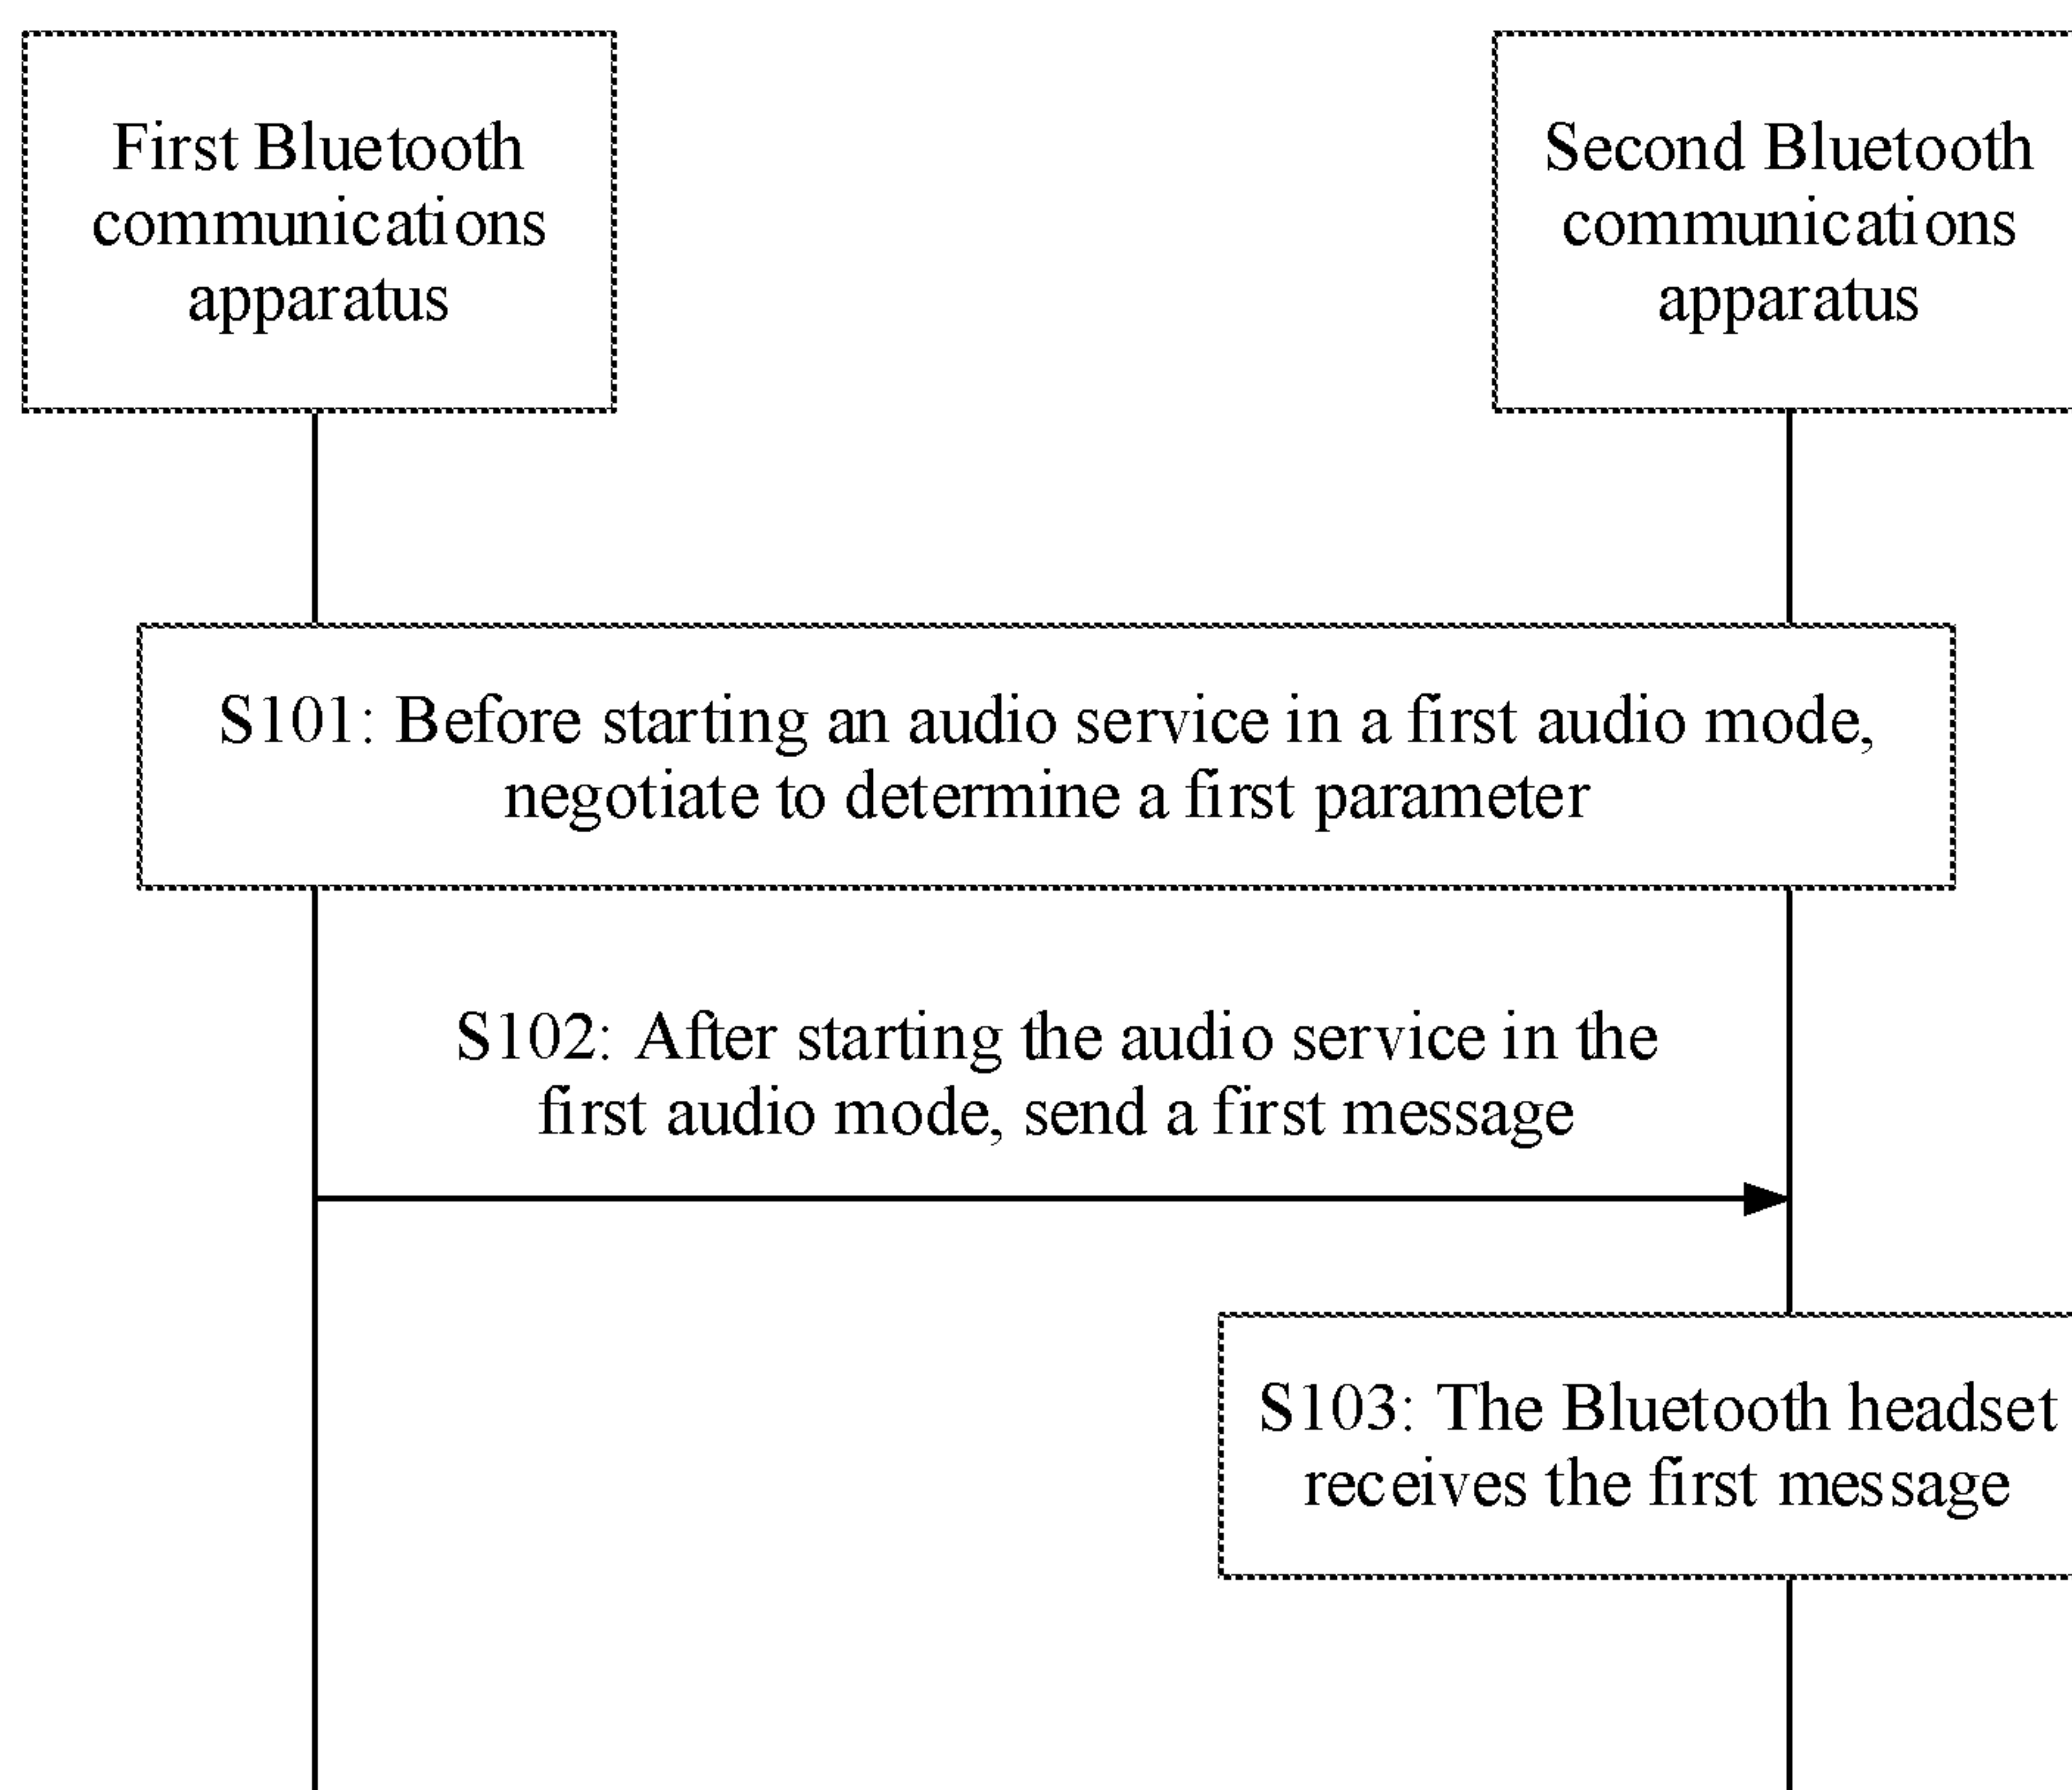 First Bluetooth
communications
apparatus
Second Bluetooth
communications
apparatus
S101: Before starting an audio service in a first audio mode,
negotiate to determine a first parameter
S102: After starting the audio service in the
first audio mode, send a first message
S103: The Bluetooth headset
receives the first message